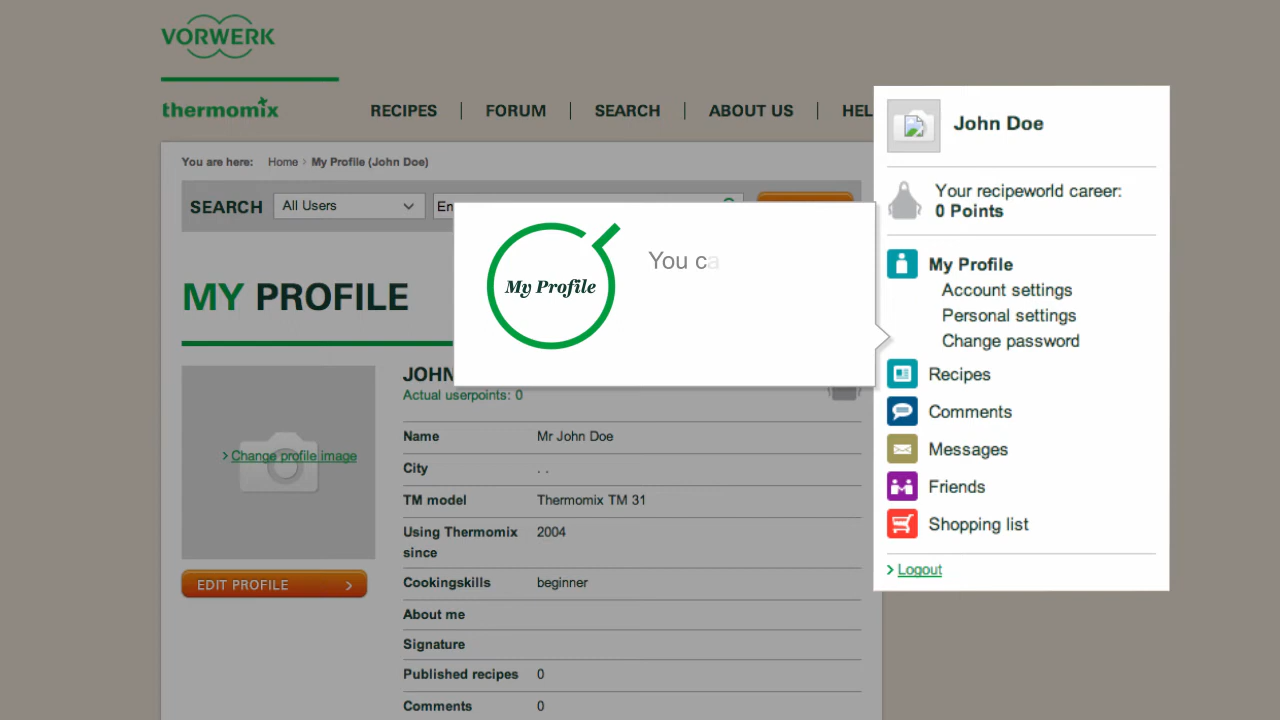 VORWERK
thermomix
RECIPES
FORUM
SEARCH
ABOUT US
HEL
You are here: Home › My Profile (John Doe)
SEARCH
All Users
En
MY PROFILE
My Profile
You ca
JOHN
Actual userpoints: 0
› Change profile image
EDIT PROFILE
Name Mr John Doe
City . .
TM model Thermomix TM 31
Using Thermomix since 2004
Cookingskills beginner
About me
Signature
Published recipes 0
Comments 0
John Doe
Your recipeworld career:
0 Points
My Profile
Account settings
Personal settings
Change password
Recipes
Comments
Messages
Friends
Shopping list
› Logout